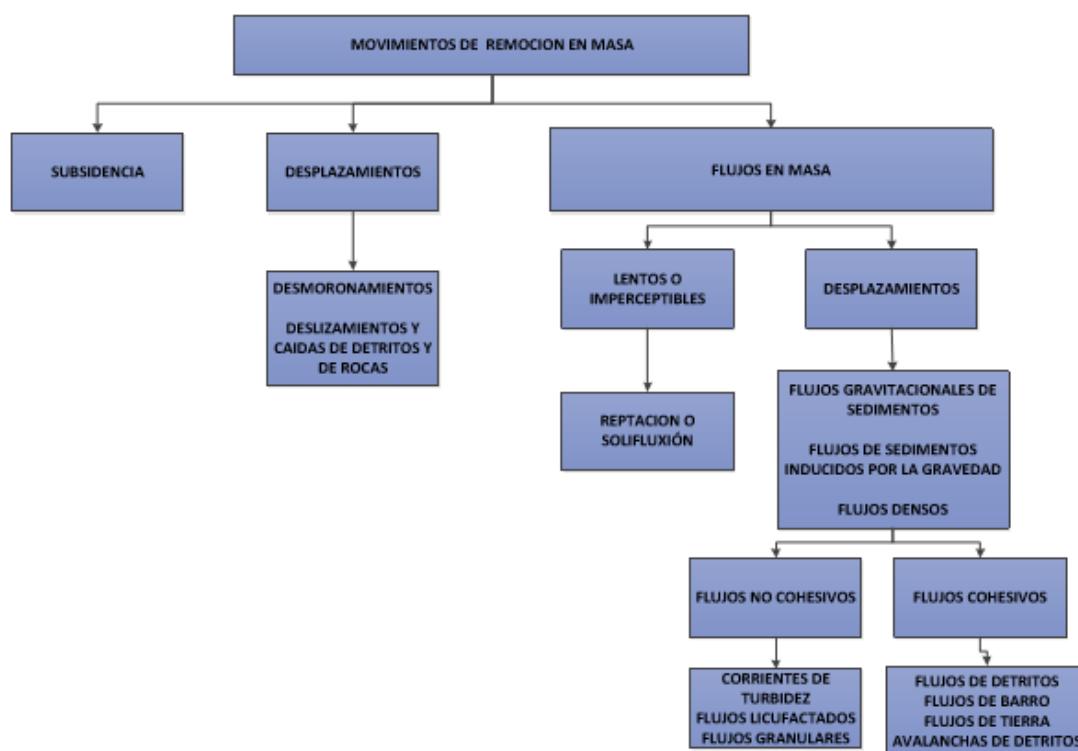 MOVIMIENTOS DE REMOCION EN MASA
SUBSIDENCIA
DESPLAZAMIENTOS
FLUJOS EN MASA
DESMORONAMIENTOS
DESLIZAMIENTOS Y
CAIDAS DE DETRITOS Y
DE ROCAS
LENTOS O
IMPERCEPTIBLES
DESPLAZAMIENTOS
REPTACION O
SOLIFLUXIÓN
FLUJOS GRAVITACIONALES DE
SEDIMENTOS
FLUJOS DE SEDIMENTOS
INDUCIDOS POR LA GRAVEDAD
FLUJOS DENSOS
FLUJOS NO COHESIVOS
FLUJOS COHESIVOS
CORRIENTES DE
TURBIDEZ
FLUJOS LICUFACTADOS
FLUJOS GRANULARES
FLUJOS DE DETRITOS
FLUJOS DE BARRO
FLUJOS DE TIERRA
AVALANCHAS DE DETRITOS